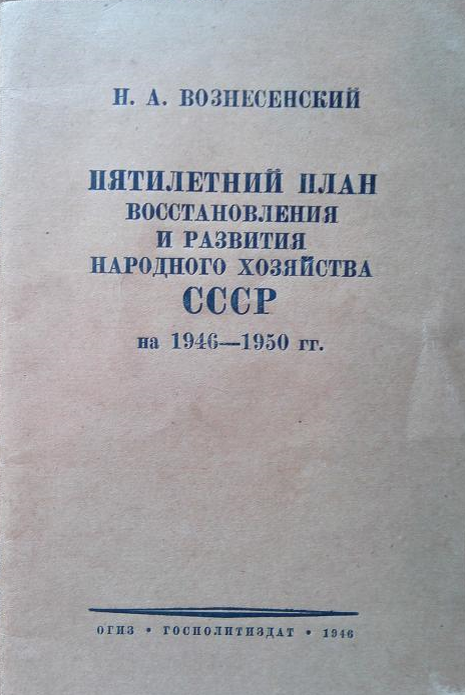 Н. А. ВОЗНЕСЕНСКИЙ
ПЯТИЛЕТНИЙ ПЛАН
ВОССТАНОВЛЕНИЯ
И РАЗВИТИЯ
НАРОДНОГО ХОЗЯЙСТВА
СССР
на 1946—1950 гг.
ОГИЗ • ГОСПОЛИТИЗДАТ • 1946